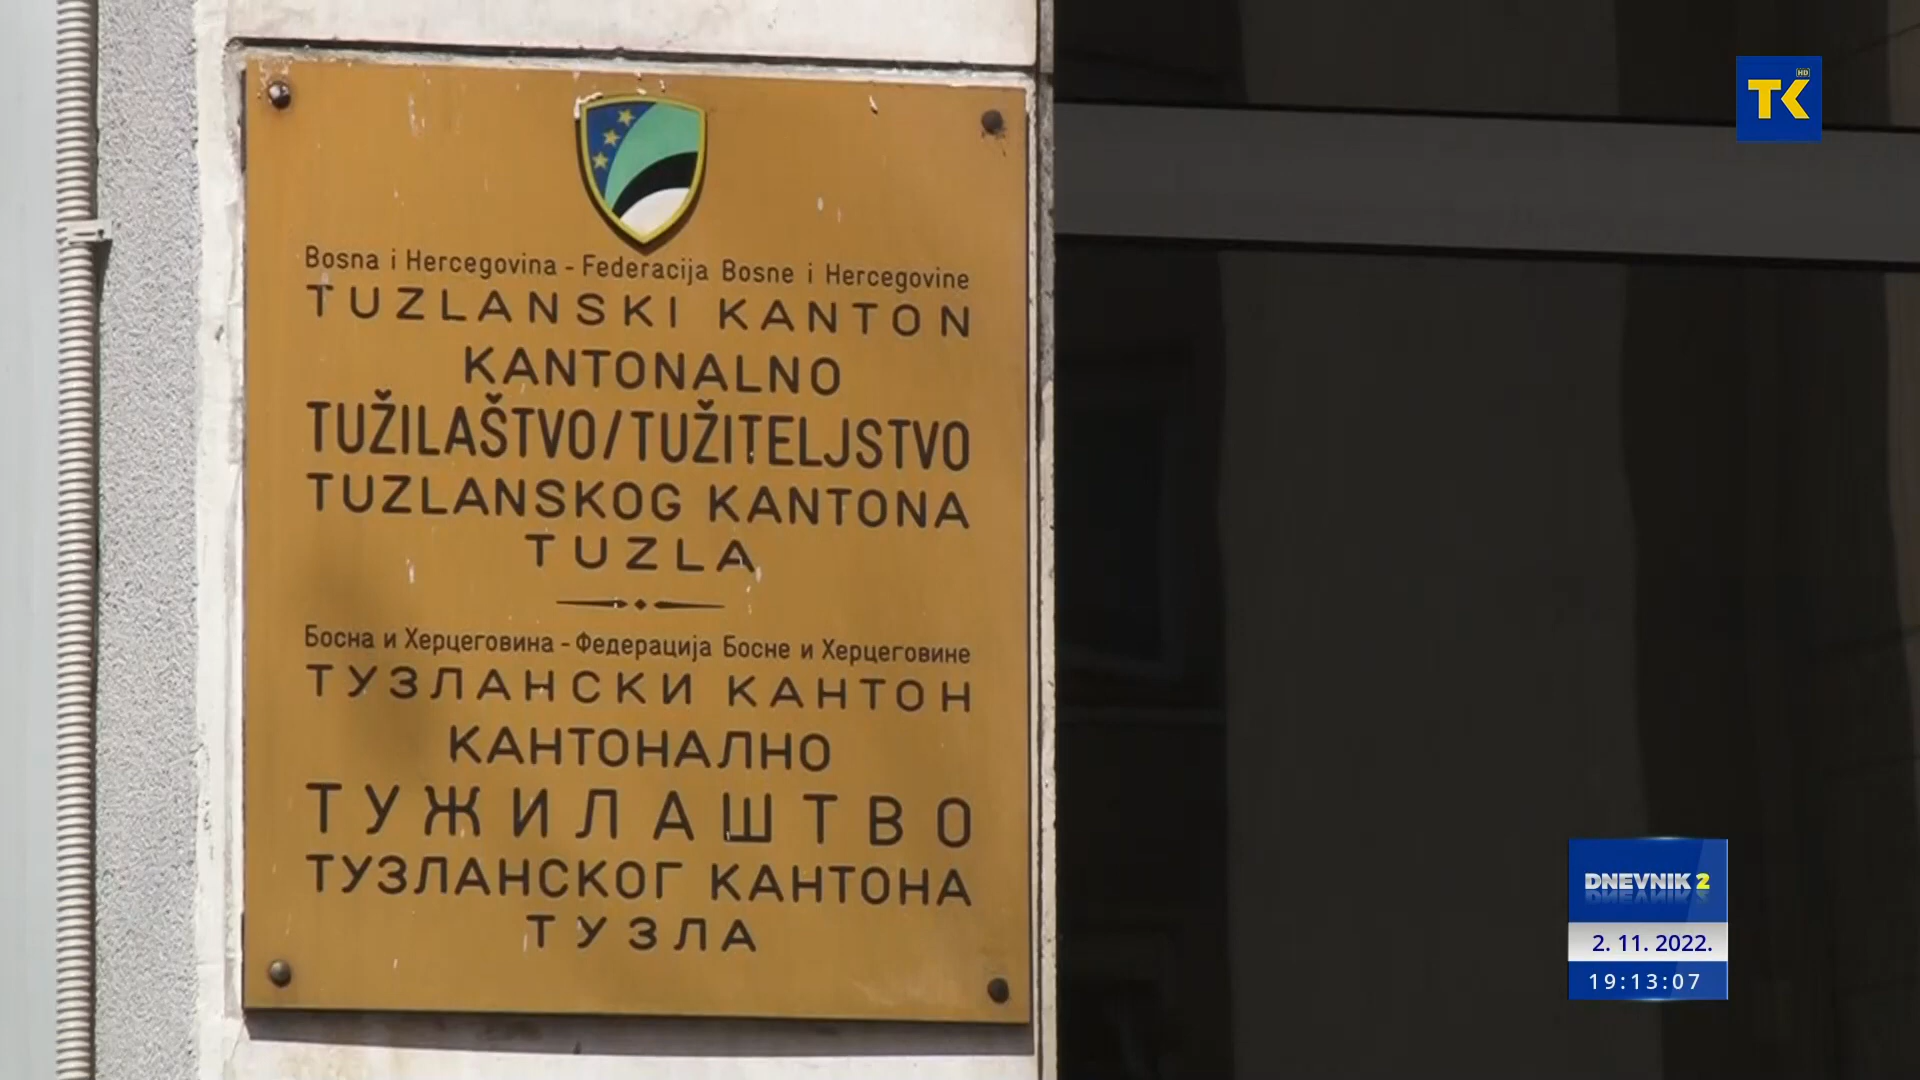 TK HD
Bosna i Hercegovina - Federacija Bosne i Hercegovine
TUZLANSKI KANTON
KANTONALNO
TUŽILAŠTVO/TUŽITELJSTVO
TUZLANSKOG KANTONA
TUZLA
Босна и Херцеговина - Федерација Босне и Херцеговине
ТУЗЛАНСКИ КАНТОН
КАНТОНАЛНО
ТУЖИЛАШТВО
ТУЗЛАНСКОГ КАНТОНА
ТУЗЛА
DNEVNIK 2
2. 11. 2022.
19:13:07